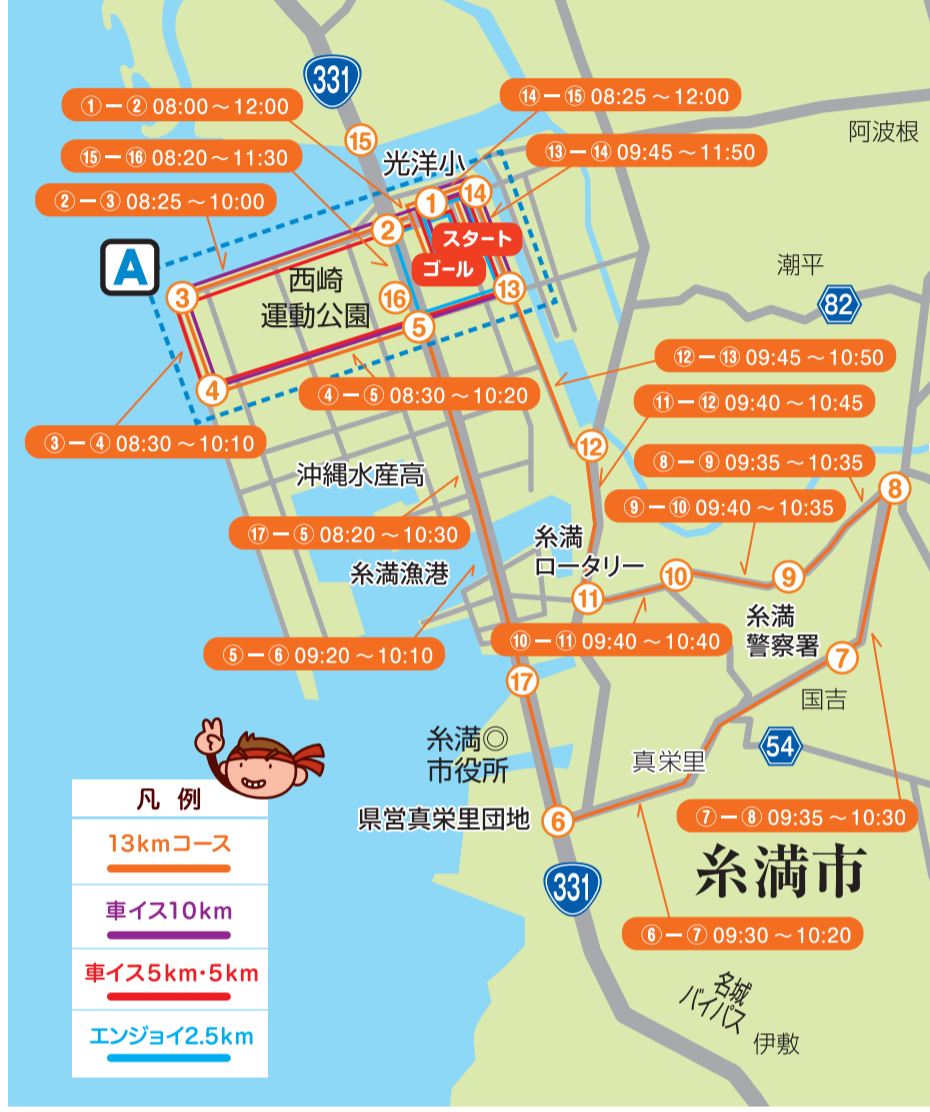 331
①ー② 08:00～12:00
⑭ー⑮ 08:25～12:00
⑮
阿波根
⑮ー⑯ 08:20～11:30
光洋小
⑬ー⑭ 09:45～11:50
②ー③ 08:25～10:00
①
⑭
②
スタート
ゴール
A
西崎
運動公園
潮平
③
⑯
⑬
82
⑤
⑫ー⑬ 09:45～10:50
④
④ー⑤ 08:30～10:20
⑪ー⑫ 09:40～10:45
③ー④ 08:30～10:10
⑫
⑧ー⑨ 09:35～10:35
沖縄水産高
⑧
⑨ー⑩ 09:40～10:35
⑰ー⑤ 08:20～10:30
糸満
ロータリー
糸満漁港
⑩
⑨
⑪
糸満
警察署
⑩ー⑪ 09:40～10:40
⑤ー⑥ 09:20～10:10
⑦
⑰
国吉
糸満◎
市役所
真栄里
54
凡 例
県営真栄里団地
⑥
⑦ー⑧ 09:35～10:30
13kmコース
糸満市
331
車イス10km
⑥ー⑦ 09:30～10:20
車イス5km・5km
名城
バイパス
エンジョイ2.5km
伊敷